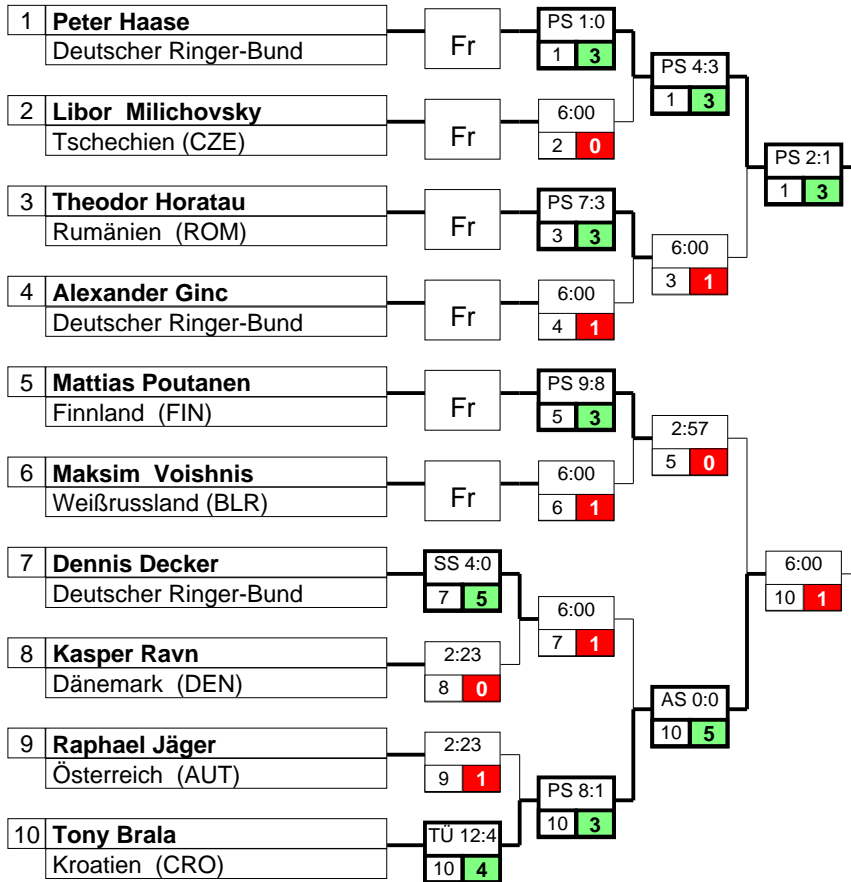 1 Peter Haase
Deutscher Ringer-Bund
Fr
PS 1:0
1 3
PS 4:3
1 3
2 Libor Milichovsky
Tschechien (CZE)
Fr
6:00
2 0
PS 2:1
1 3
3 Theodor Horatau
Rumänien (ROM)
Fr
PS 7:3
3 3
6:00
3 1
4 Alexander Ginc
Deutscher Ringer-Bund
Fr
6:00
4 1
5 Mattias Poutanen
Finnland (FIN)
Fr
PS 9:8
5 3
2:57
5 0
6 Maksim Voishnis
Weißrussland (BLR)
Fr
6:00
6 1
7 Dennis Decker
Deutscher Ringer-Bund
SS 4:0
7 5
6:00
7 1
6:00
10 1
8 Kasper Ravn
Dänemark (DEN)
2:23
8 0
AS 0:0
10 5
9 Raphael Jäger
Österreich (AUT)
2:23
9 1
PS 8:1
10 3
10 Tony Brala
Kroatien (CRO)
TÜ 12:4
10 4